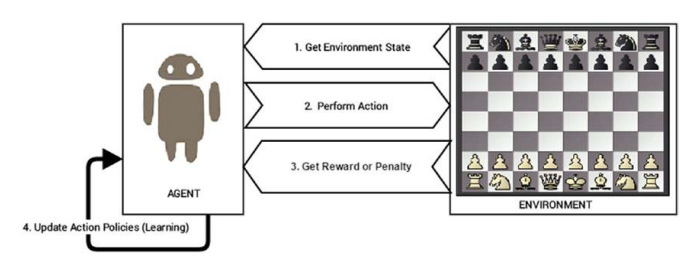 1. Get Environment State
2. Perform Action
3. Get Reward or Penalty
AGENT
ENVIRONMENT
4. Update Action Policies (Learning)